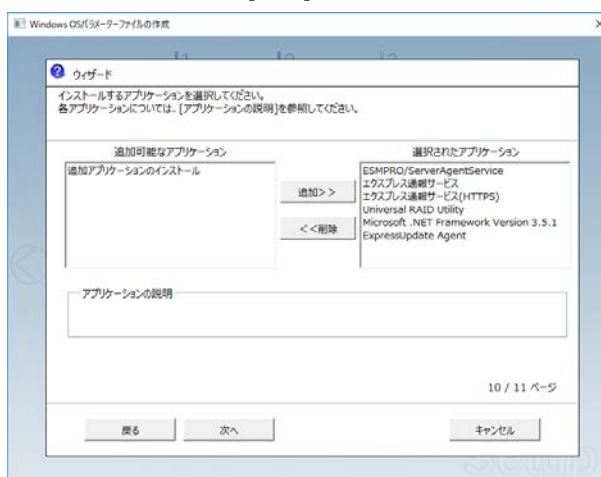 Windows OSパラメーターファイルの作成
ウィザード
インストールするアプリケーションを選択してください。
各アプリケーションについては、[アプリケーションの説明]を参照してください。
追加可能なアプリケーション
選択されたアプリケーション
追加アプリケーションのインストール
追加>>
<<削除
ESMPRO/ServerAgentService
エクスプレス通報サービス
エクスプレス通報サービス(HTTPS)
Universal RAID Utility
Microsoft .NET Framework Version 3.5.1
ExpressUpdate Agent
アプリケーションの説明
10 / 11 ページ
戻る
次へ
キャンセル